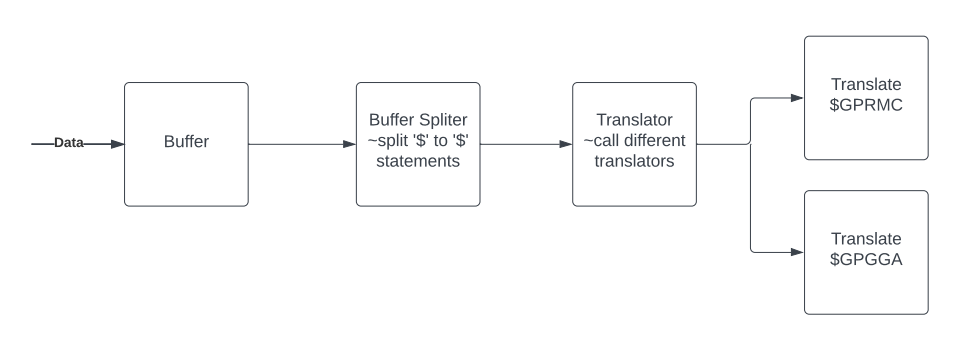 Data
Buffer
Buffer Spliter
~split '$' to '$'
statements
Translator
~call different
translators
Translate
$GPRMC
Translate
$GPGGA